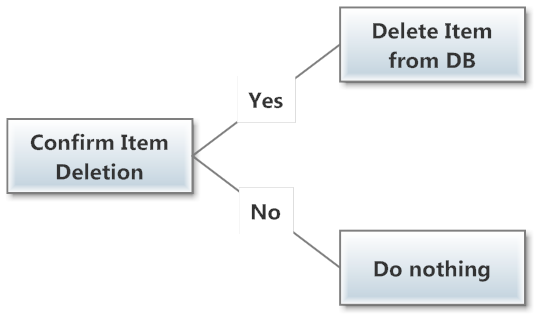 Delete Item
from DB
Yes
Confirm Item
Deletion
No
Do nothing